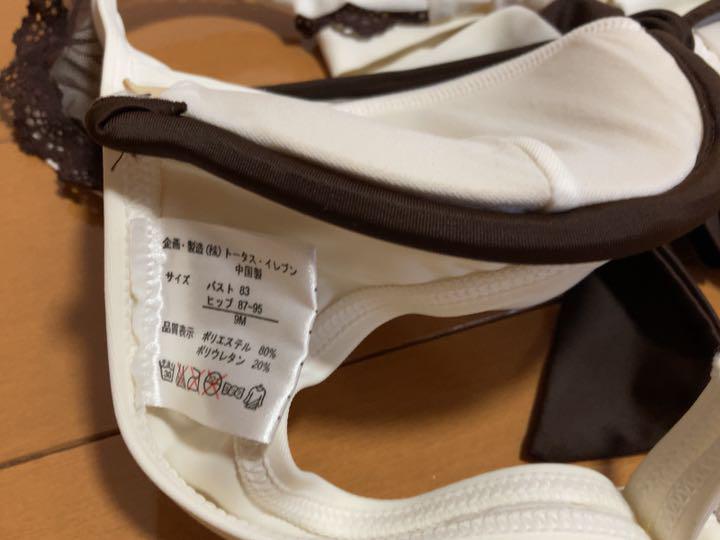 企画・製造(株)トータス・イレブン
中国製
サイズ バスト 83
ヒップ 87-95
9M
品質表示 ポリエステル 80%
ポリウレタン 20%